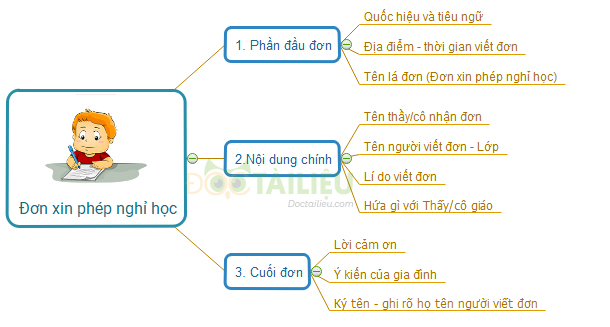 Đơn xin phép nghỉ học
1. Phần đầu đơn
Quốc hiệu và tiêu ngữ
Địa điểm - thời gian viết đơn
Tên lá đơn (Đơn xin phép nghỉ học)
2.Nội dung chính
Tên thầy/cô nhận đơn
Tên người viết đơn - Lớp
Lí do viết đơn
Hứa gì với Thầy/cô giáo
3. Cuối đơn
Lời cảm ơn
Ý kiến của gia đình
Ký tên - ghi rõ họ tên người viết đơn
DOCTÀILIỆU
Doctailieu.com